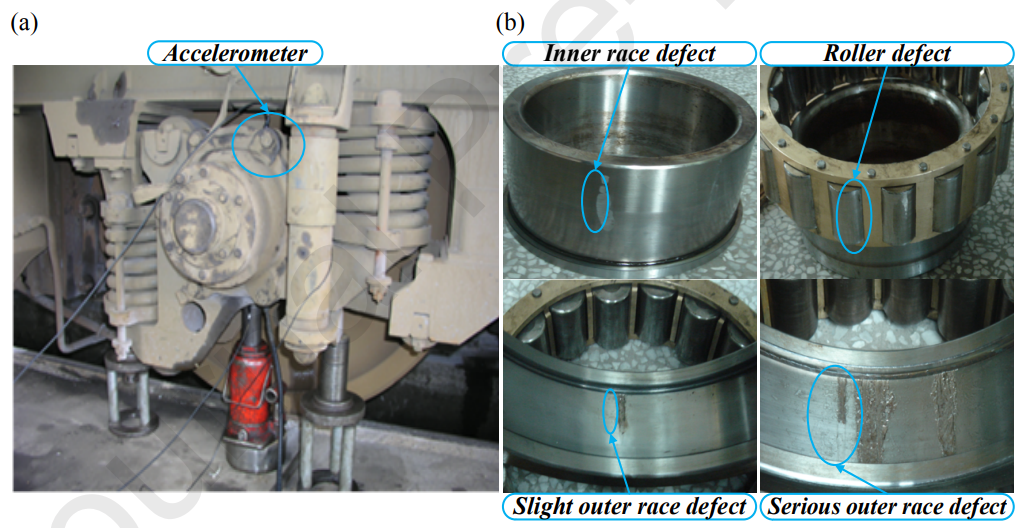 (a)
(b)
Accelerometer
Inner race defect
Roller defect
Slight outer race defect
Serious outer race defect